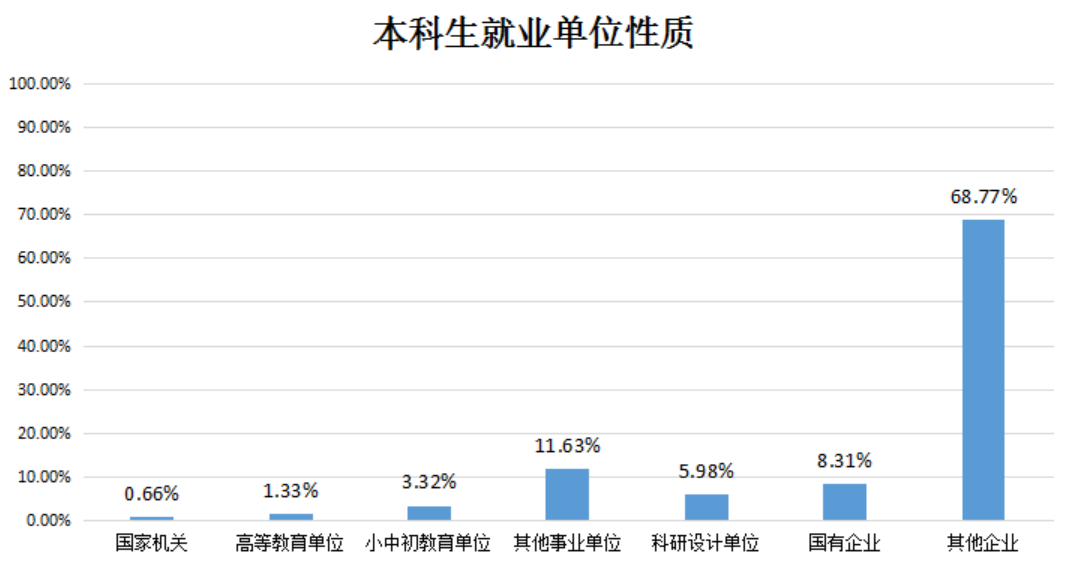 本科生就业单位性质
100.00%
90.00%
80.00%
70.00%
60.00%
50.00%
40.00%
30.00%
20.00%
10.00%
0.00%
0.66%
1.33%
3.32%
11.63%
5.98%
8.31%
68.77%
国家机关
高等教育单位
小中初教育单位
其他事业单位
科研设计单位
国有企业
其他企业